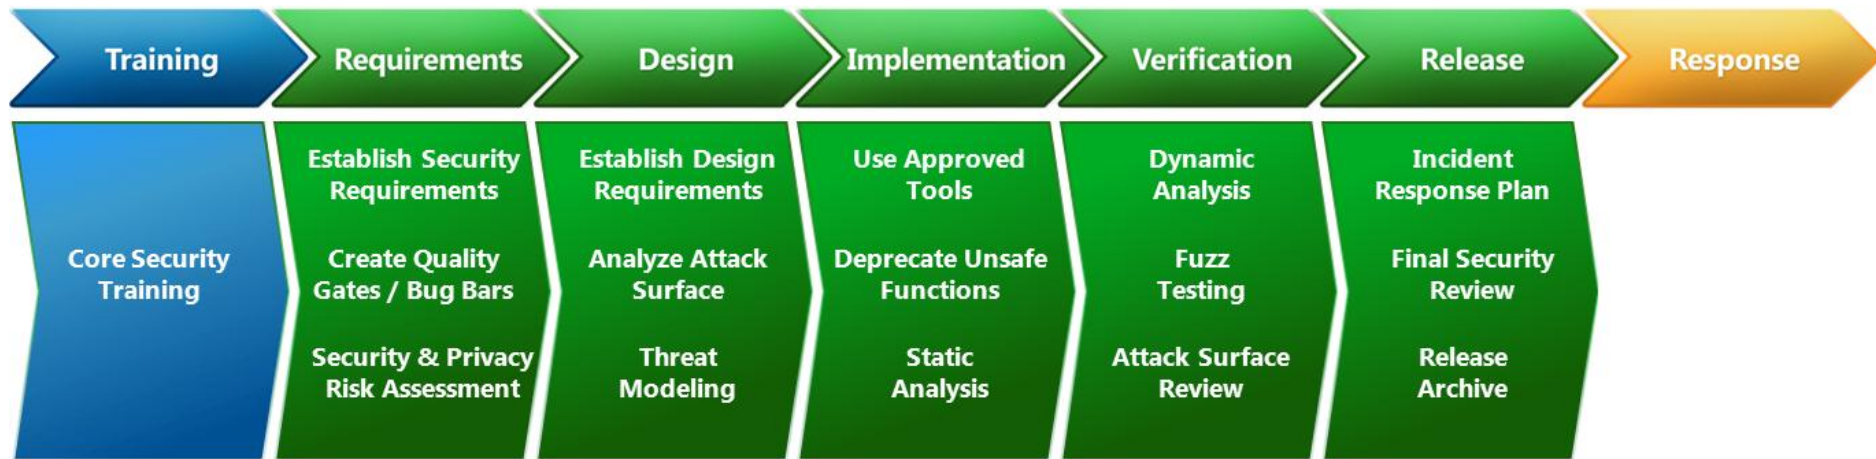 Training
Requirements
Design
Implementation
Verification
Release
Response
Core Security
Training
Establish Security
Requirements
Create Quality
Gates / Bug Bars
Security & Privacy
Risk Assessment
Establish Design
Requirements
Analyze Attack
Surface
Threat
Modeling
Use Approved
Tools
Deprecate Unsafe
Functions
Static
Analysis
Dynamic
Analysis
Fuzz
Testing
Attack Surface
Review
Incident
Response Plan
Final Security
Review
Release
Archive